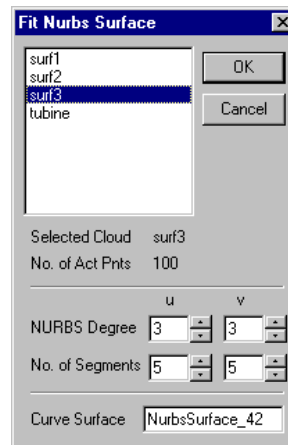 Fit Nurbs Surface
surf1
surf2
surf3
tubine
OK
Cancel
Selected Cloud surf3
No. of Act Pnts 100
u v
NURBS Degree 3 3
No. of Segments 5 5
Curve Surface NurbsSurface_42